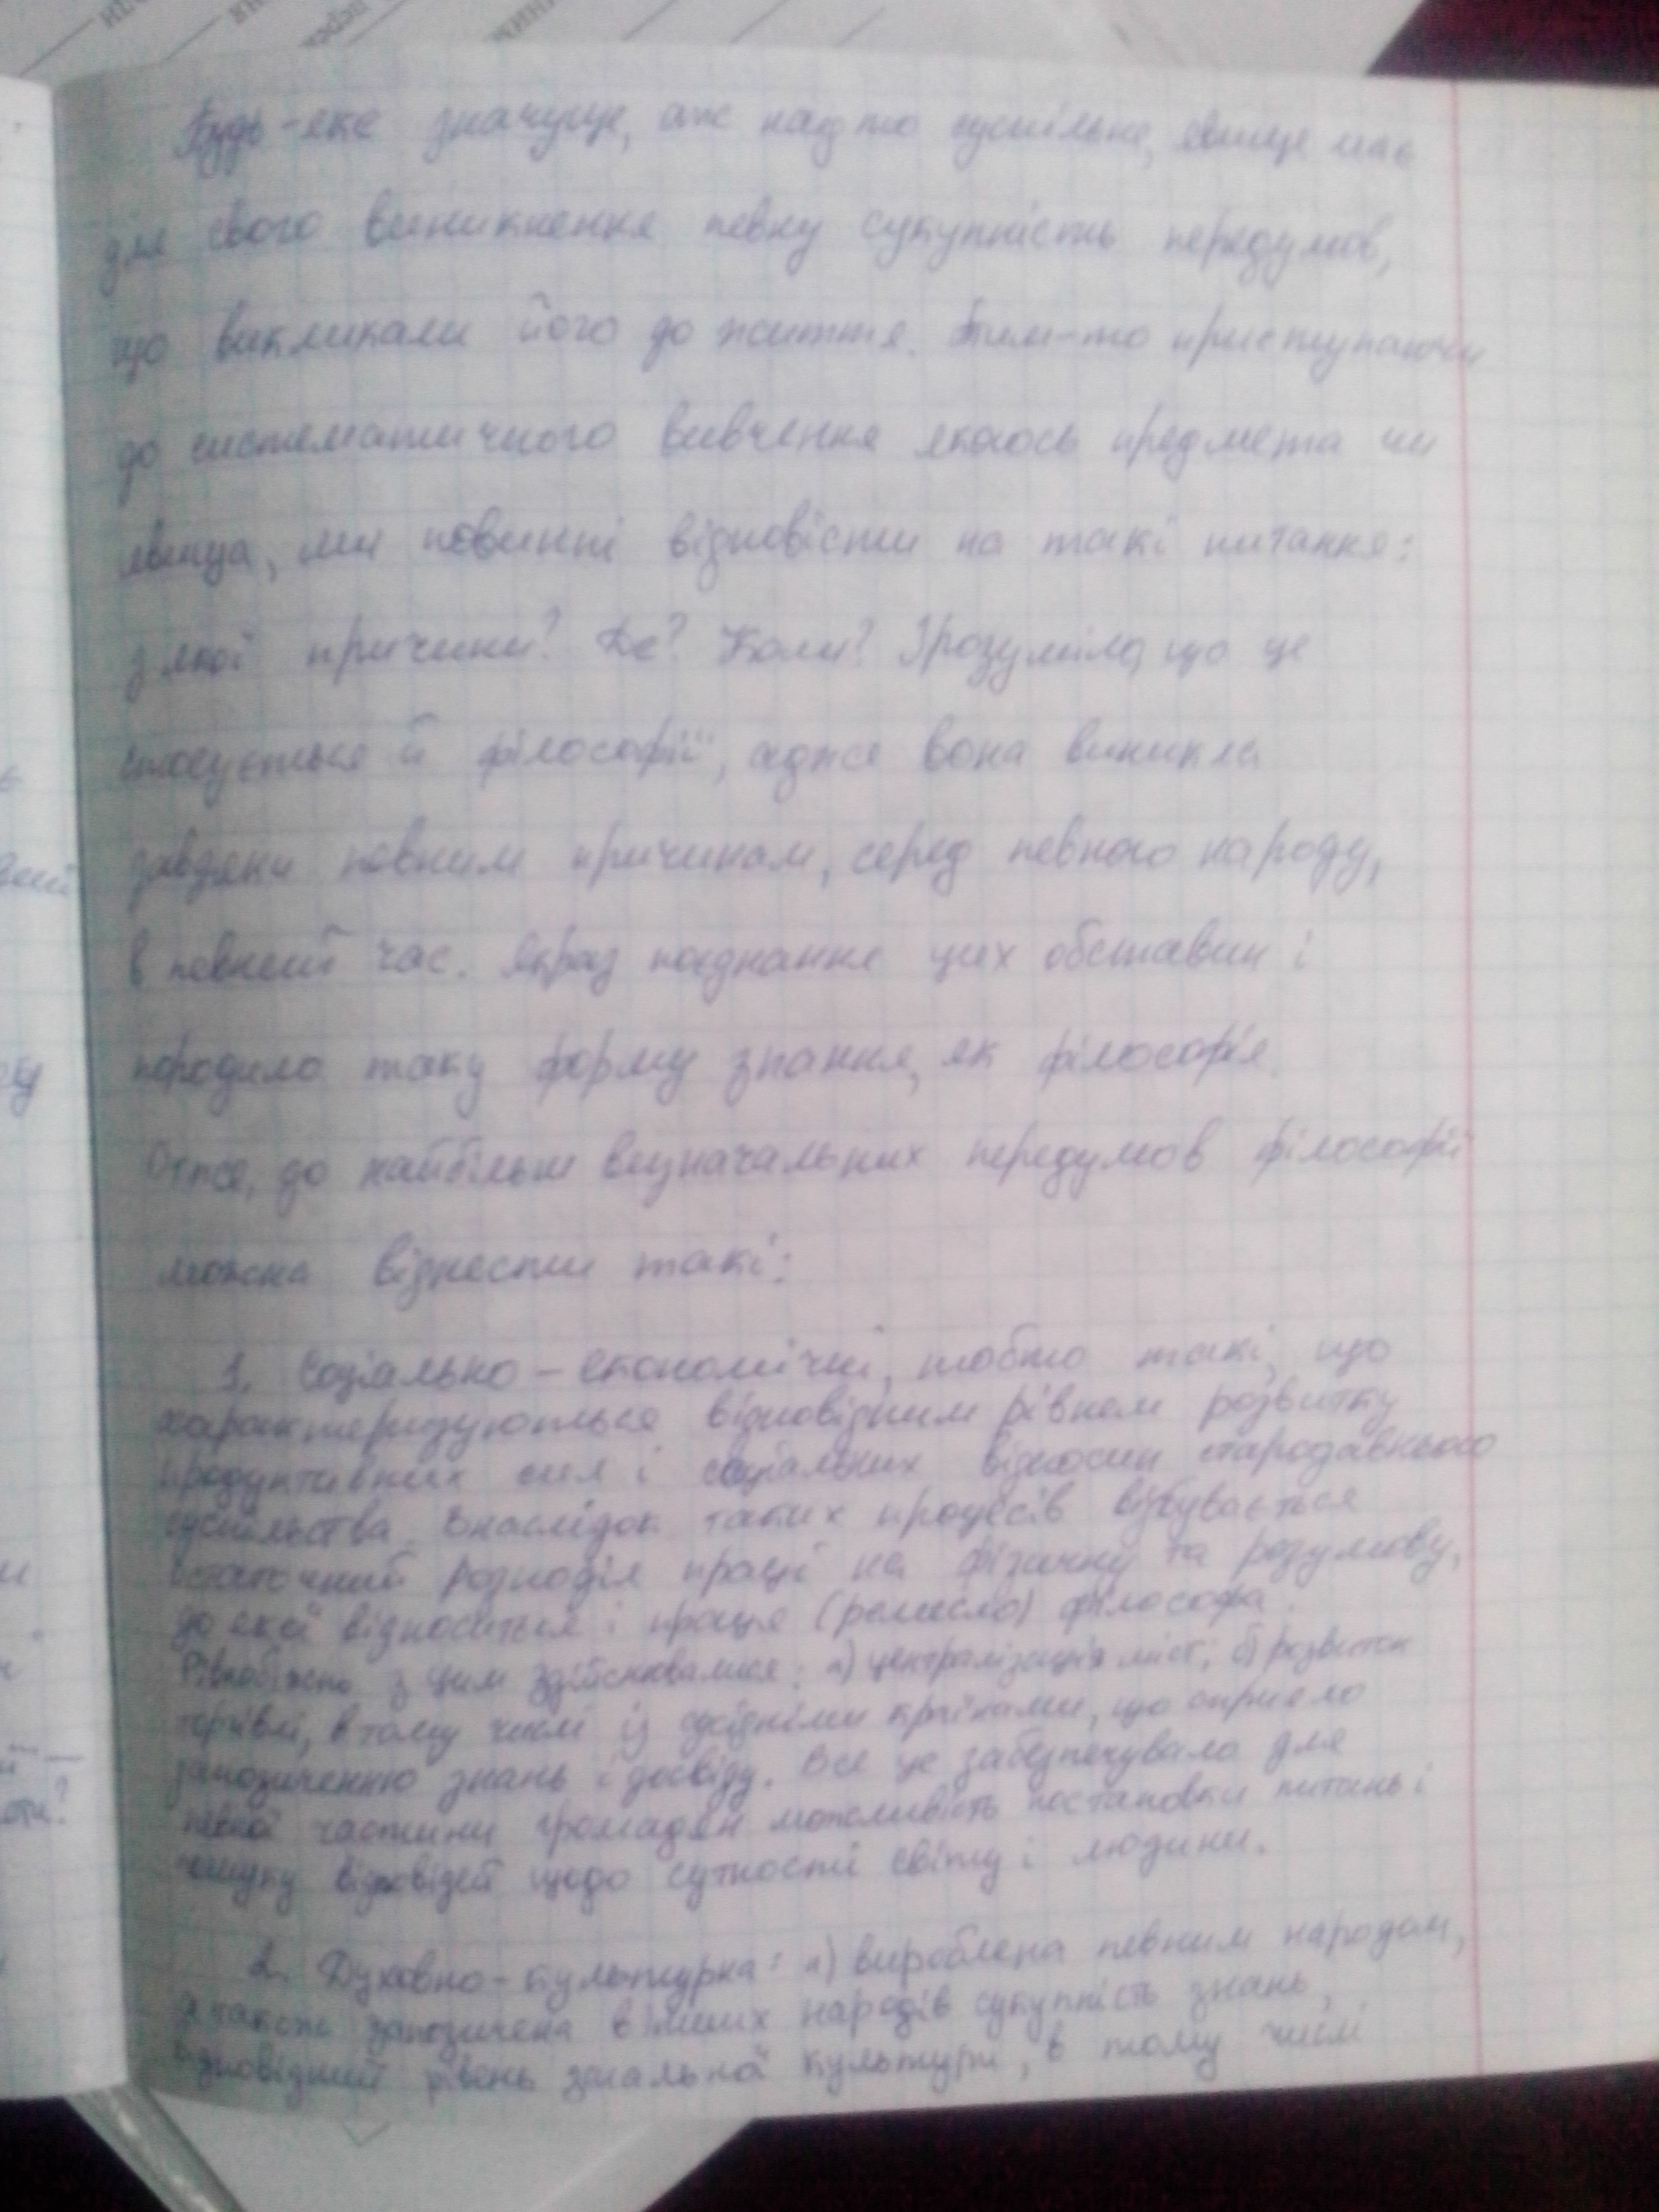 Будь-яке значуще, аж надто суспільне, явище має
для свого виникнення певну сукупність передумов,
що викликали його до життя. Тим-то приступаючи
до систематичного вивчення якогось предмета чи
явища, ми повинні відповісти на такі питання:
з якої причини? Де? Коли? Зрозуміло, що це
стосується й філософії, адже вона виникла
завдяки певним причинам, серед певного народу,
в певний час. Якраз поєднання цих обставин і
породило таку форму знання, як філософія.
Отже, до найбільш визначальних передумов філософії
можна віднести такі:
1. Соціально-економічні, тобто такі, що
характеризуються відповідним рівнем розвитку
продуктивних сил і соціальних відносин стародавнього
суспільства. Внаслідок таких процесів відбувається
остаточний розподіл праці на фізичну та розумову,
до якої відноситься і праця (ремесло) філософа.
Рівнобіжно з цим здійснювалися: а) централізація міст; б) розвиток
торгівлі, в тому числі із сусідніми країнами, що сприяло
запозиченню знань і досвіду. Все це забезпечувало для
певної частини громадян можливість постановки питань і
пошуку відповідей щодо сутності світу і людини.
2. Духовно-культурна: а) вироблена певним народом,
а також запозичена в інших народів сукупність знань,
відповідний рівень загальної культури, в тому числі